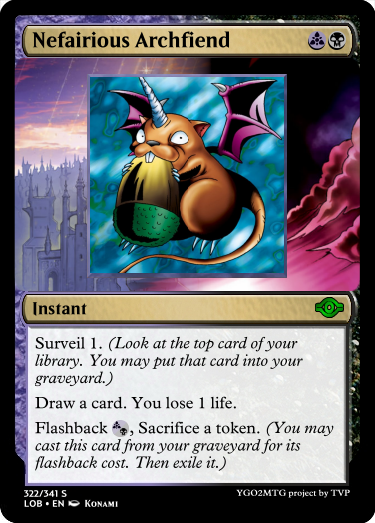 Nefairious Archfiend
Instant
Surveil 1. (Look at the top card of your
library. You may put that card into your
graveyard.)
Draw a card. You lose 1 life.
Flashback , Sacrifice a token. (You may
cast this card from your graveyard for its
flashback cost. Then exile it.)
322/341 S
LOB • EN KONAMI
YGO2MTG project by TVP